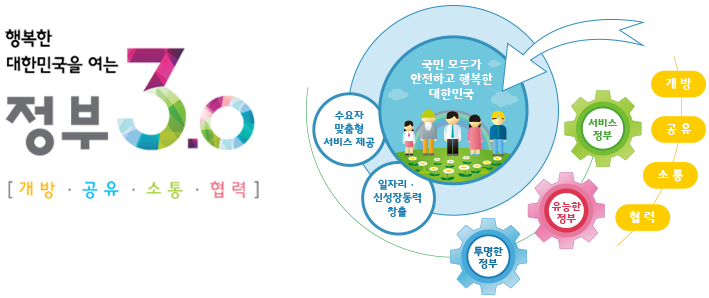 행복한
대한민국을 여는
정부3.0
[개방·공유·소통·협력]
국민 모두가
안전하고 행복한
대한민국
수요자
맞춤형
서비스 제공
일자리·
신성장동력
창출
서비스
정부
유능한
정부
투명한
정부
개방
공유
소통
협력